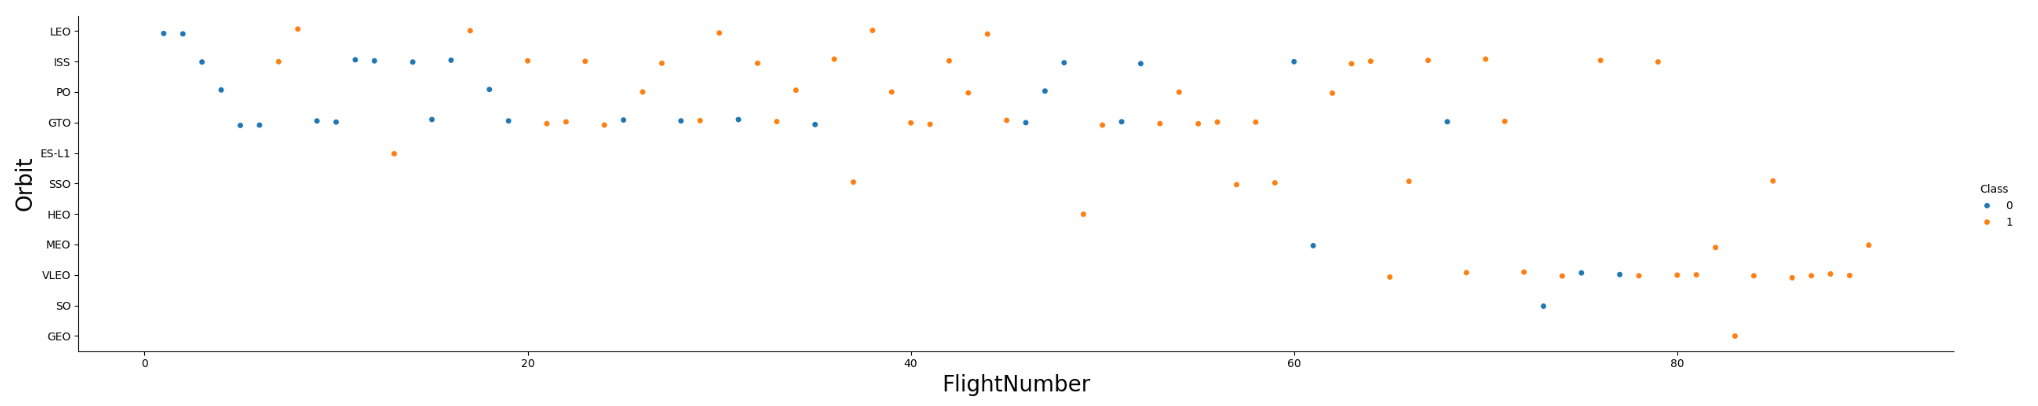 LEO
ISS
PO
GTO
ES-L1
SSO
HEO
MEO
VLEO
SO
GEO
Orbit
0 20 40 60 80
FlightNumber
Class
0
1